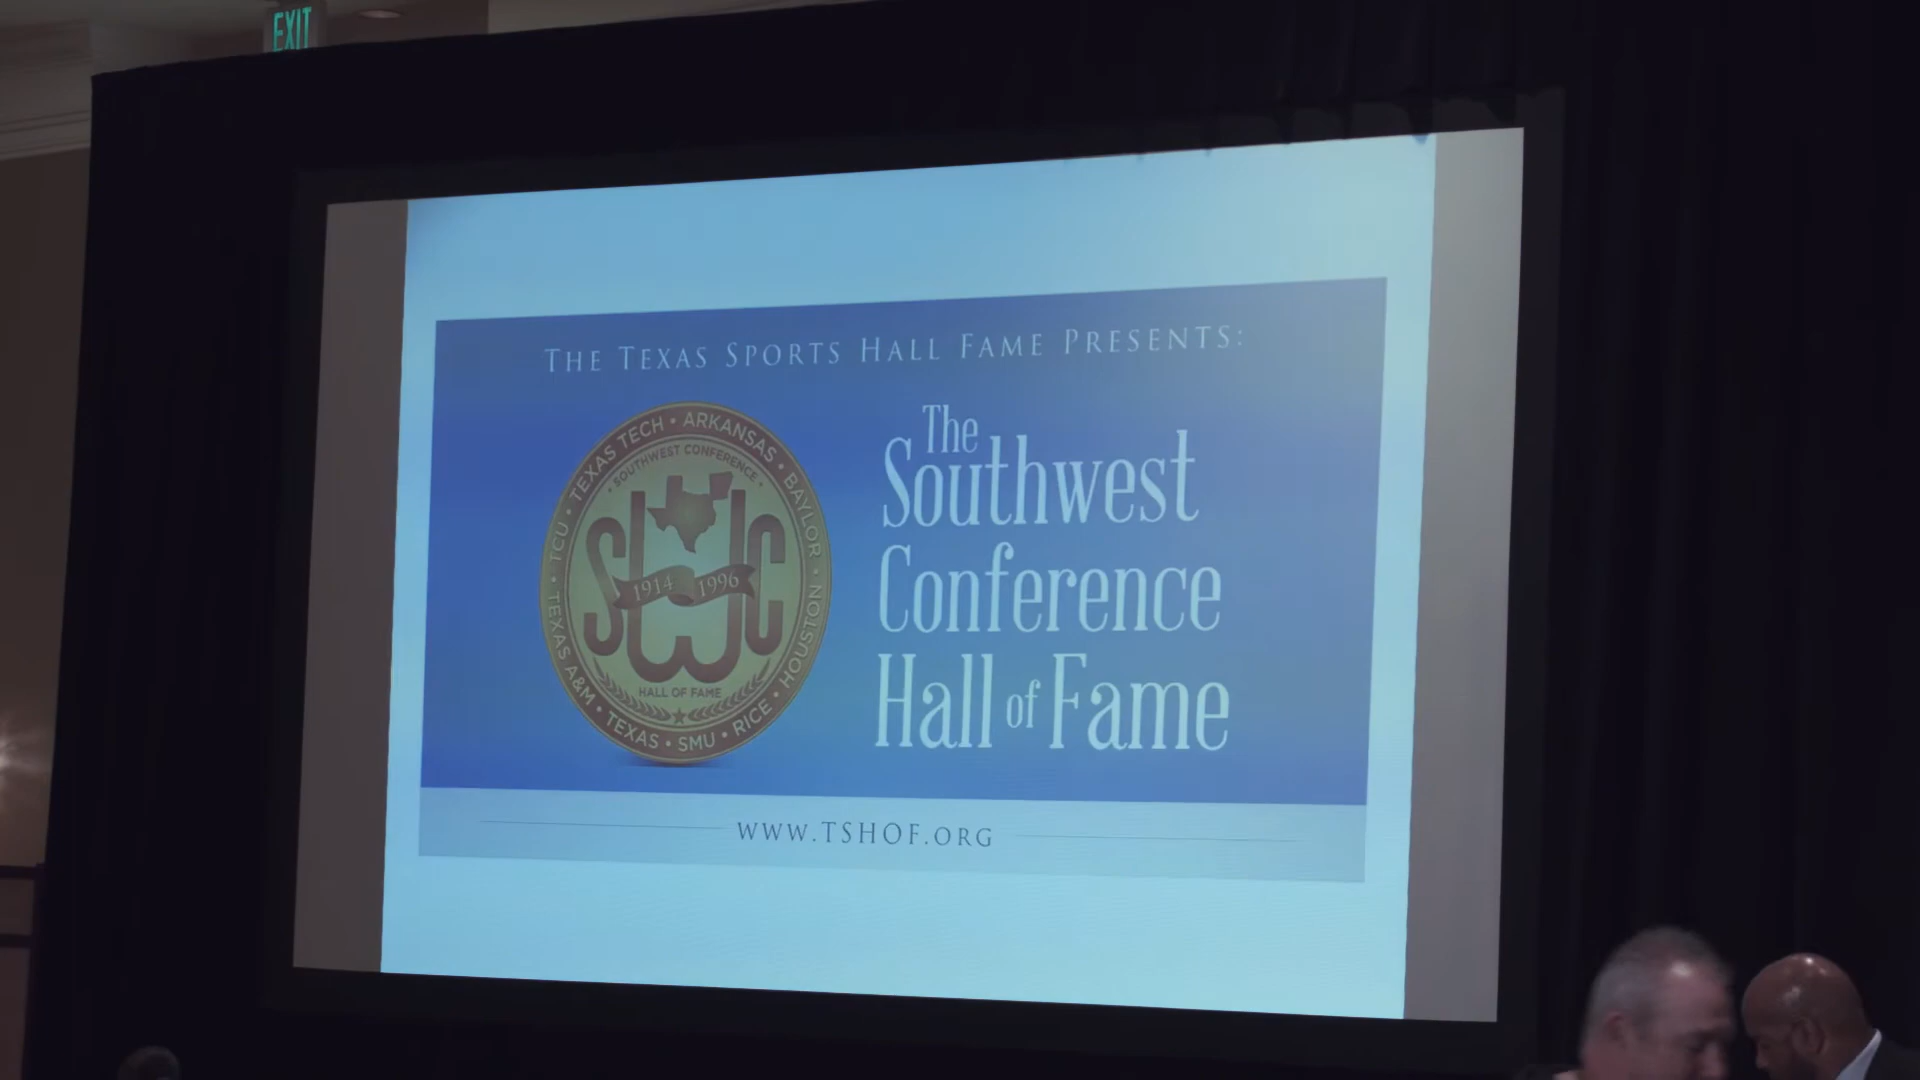 EXIT
THE TEXAS SPORTS HALL FAME PRESENTS:
TCU • TEXAS TECH • ARKANSAS • BAYLOR • HOUSTON • RICE • SMU • TEXAS • TEXAS A&M •
• SOUTHWEST CONFERENCE •
SWC
1914 1996
HALL OF FAME
The
Southwest
Conference
Hall of Fame
WWW.TSHOF.ORG